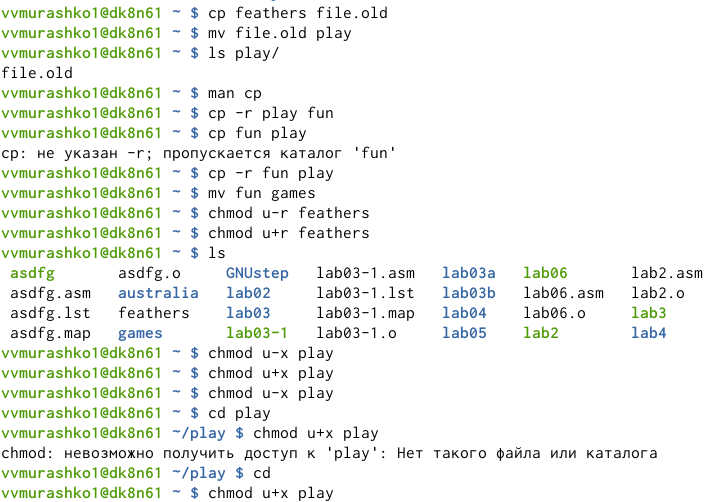 vvmurashko1@dk8n61 ~ $ cp feathers file.old
vvmurashko1@dk8n61 ~ $ mv file.old play
vvmurashko1@dk8n61 ~ $ ls play/
file.old
vvmurashko1@dk8n61 ~ $ man cp
vvmurashko1@dk8n61 ~ $ cp -r play fun
vvmurashko1@dk8n61 ~ $ cp fun play
cp: не указан -r; пропускается каталог 'fun'
vvmurashko1@dk8n61 ~ $ cp -r fun play
vvmurashko1@dk8n61 ~ $ mv fun games
vvmurashko1@dk8n61 ~ $ chmod u-r feathers
vvmurashko1@dk8n61 ~ $ chmod u+r feathers
vvmurashko1@dk8n61 ~ $ ls
asdfg asdfg.o GNUstep lab03-1.asm lab03a lab06 lab2.asm
asdfg.asm australia lab02 lab03-1.lst lab03b lab06.asm lab2.o
asdfg.lst feathers lab03 lab03-1.map lab04 lab06.o lab3
asdfg.map games lab03-1 lab03-1.o lab05 lab2 lab4
vvmurashko1@dk8n61 ~ $ chmod u-x play
vvmurashko1@dk8n61 ~ $ chmod u+x play
vvmurashko1@dk8n61 ~ $ chmod u-x play
vvmurashko1@dk8n61 ~ $ cd play
vvmurashko1@dk8n61 ~/play $ chmod u+x play
chmod: невозможно получить доступ к 'play': Нет такого файла или каталога
vvmurashko1@dk8n61 ~/play $ cd
vvmurashko1@dk8n61 ~ $ chmod u+x play